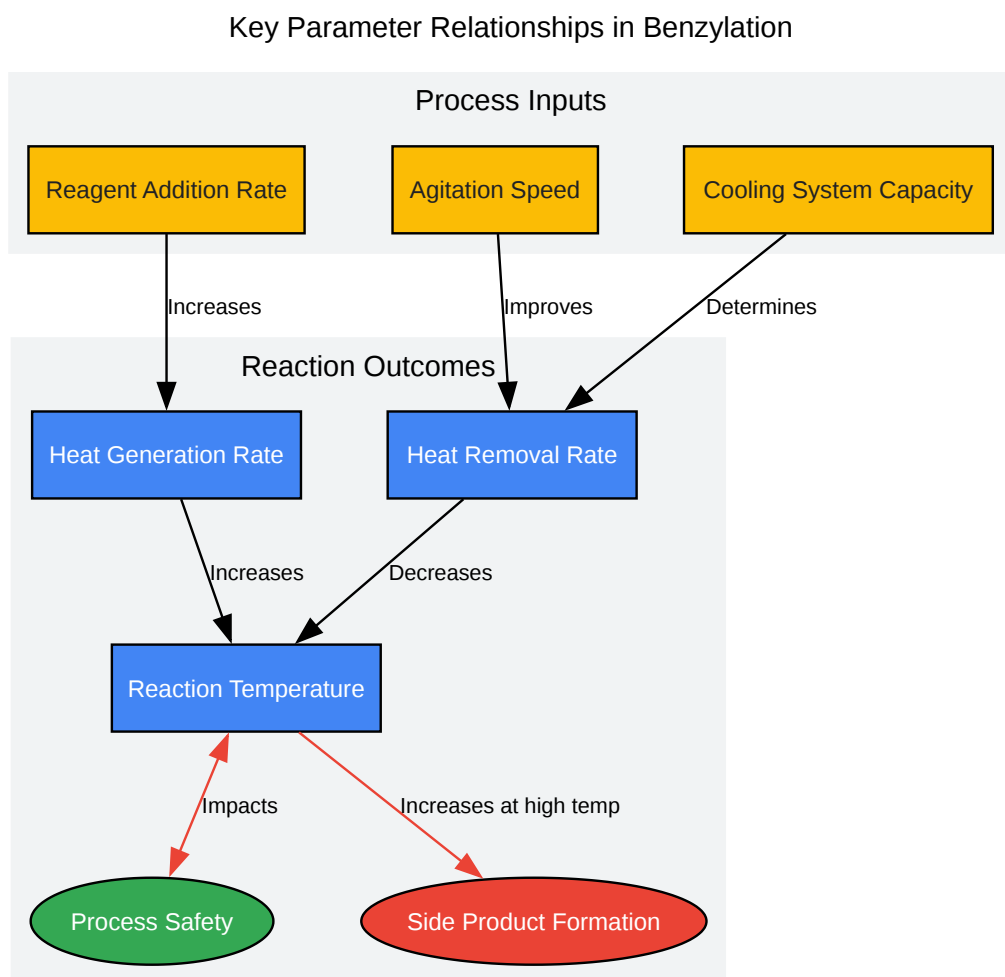 Key Parameter Relationships in Benzylation
Process Inputs
Reagent Addition Rate
Agitation Speed
Cooling System Capacity
Increases
Improves
Determines
Reaction Outcomes
Heat Generation Rate
Heat Removal Rate
Increases
Decreases
Reaction Temperature
Impacts
Increases at high temp
Process Safety
Side Product Formation